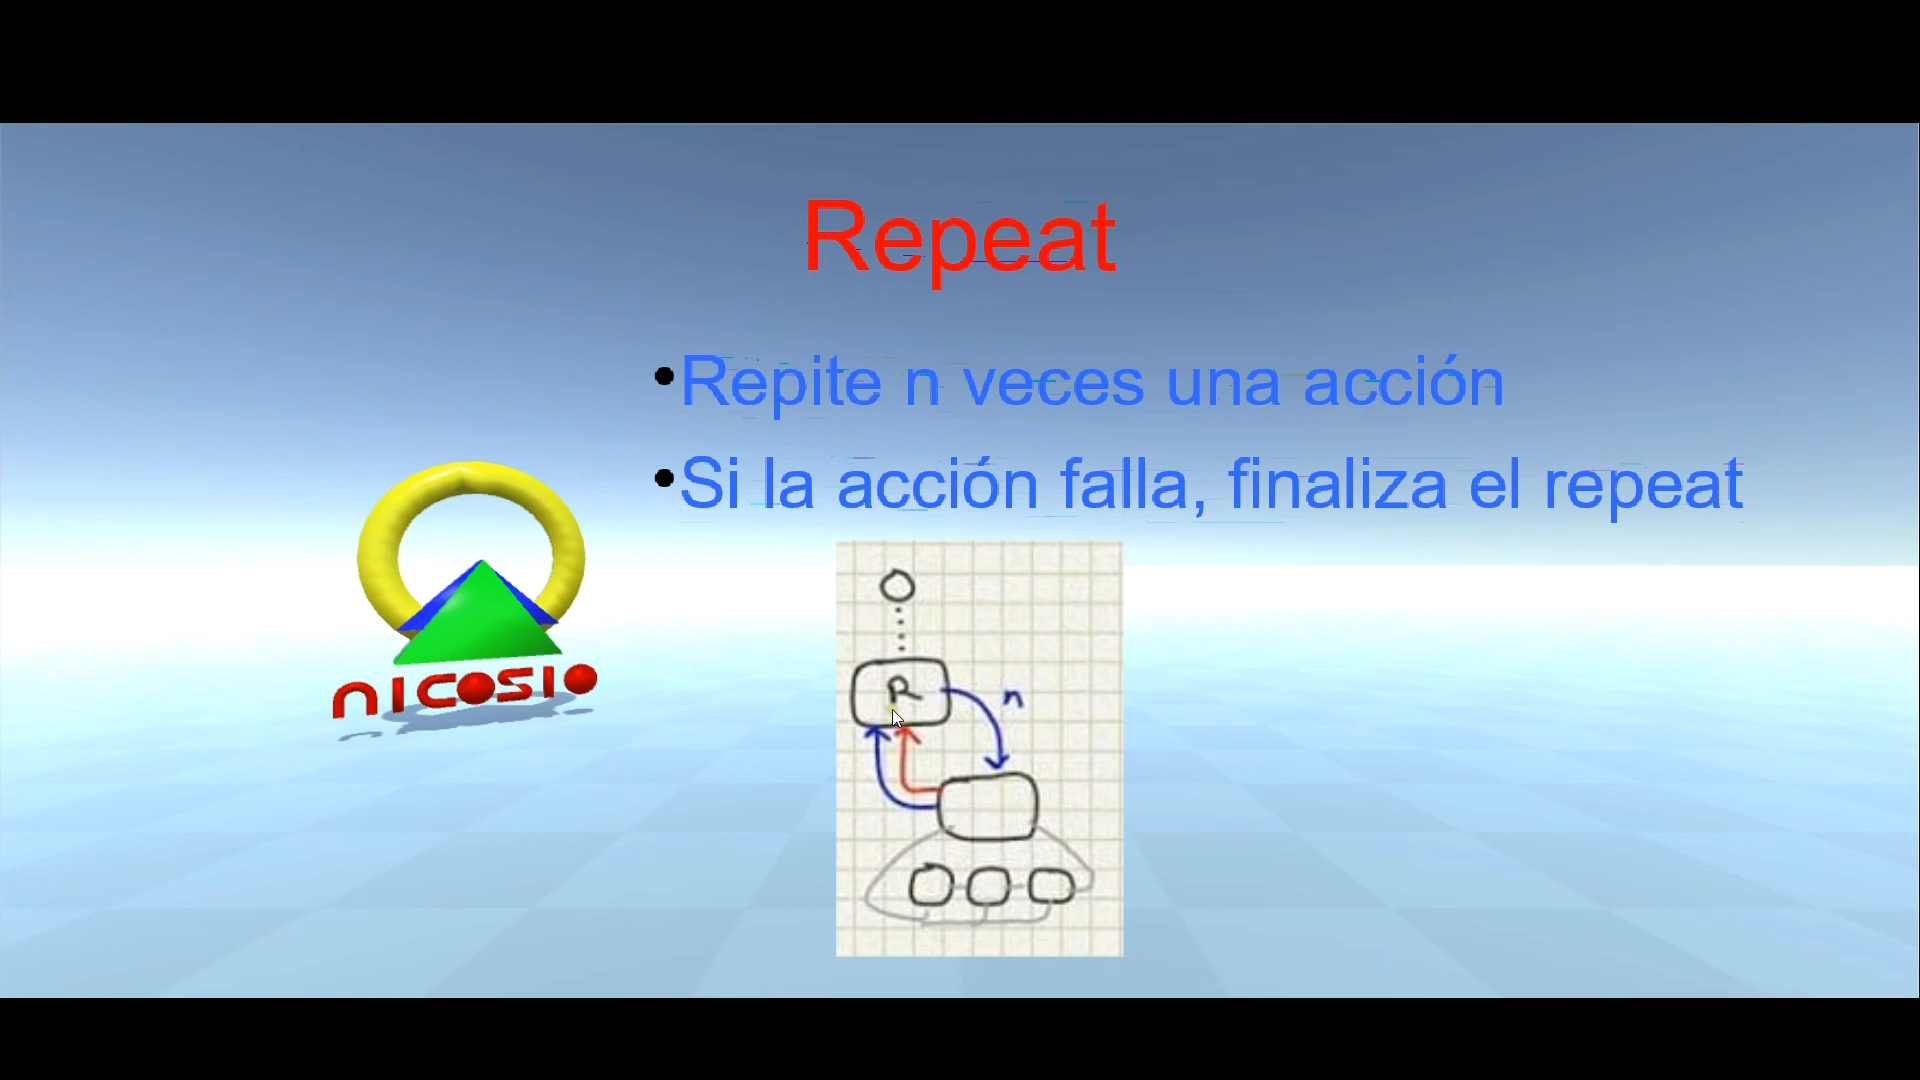 Repeat
•Repite n veces una acción
•Si la acción falla, finaliza el repeat
nicosio
R
n